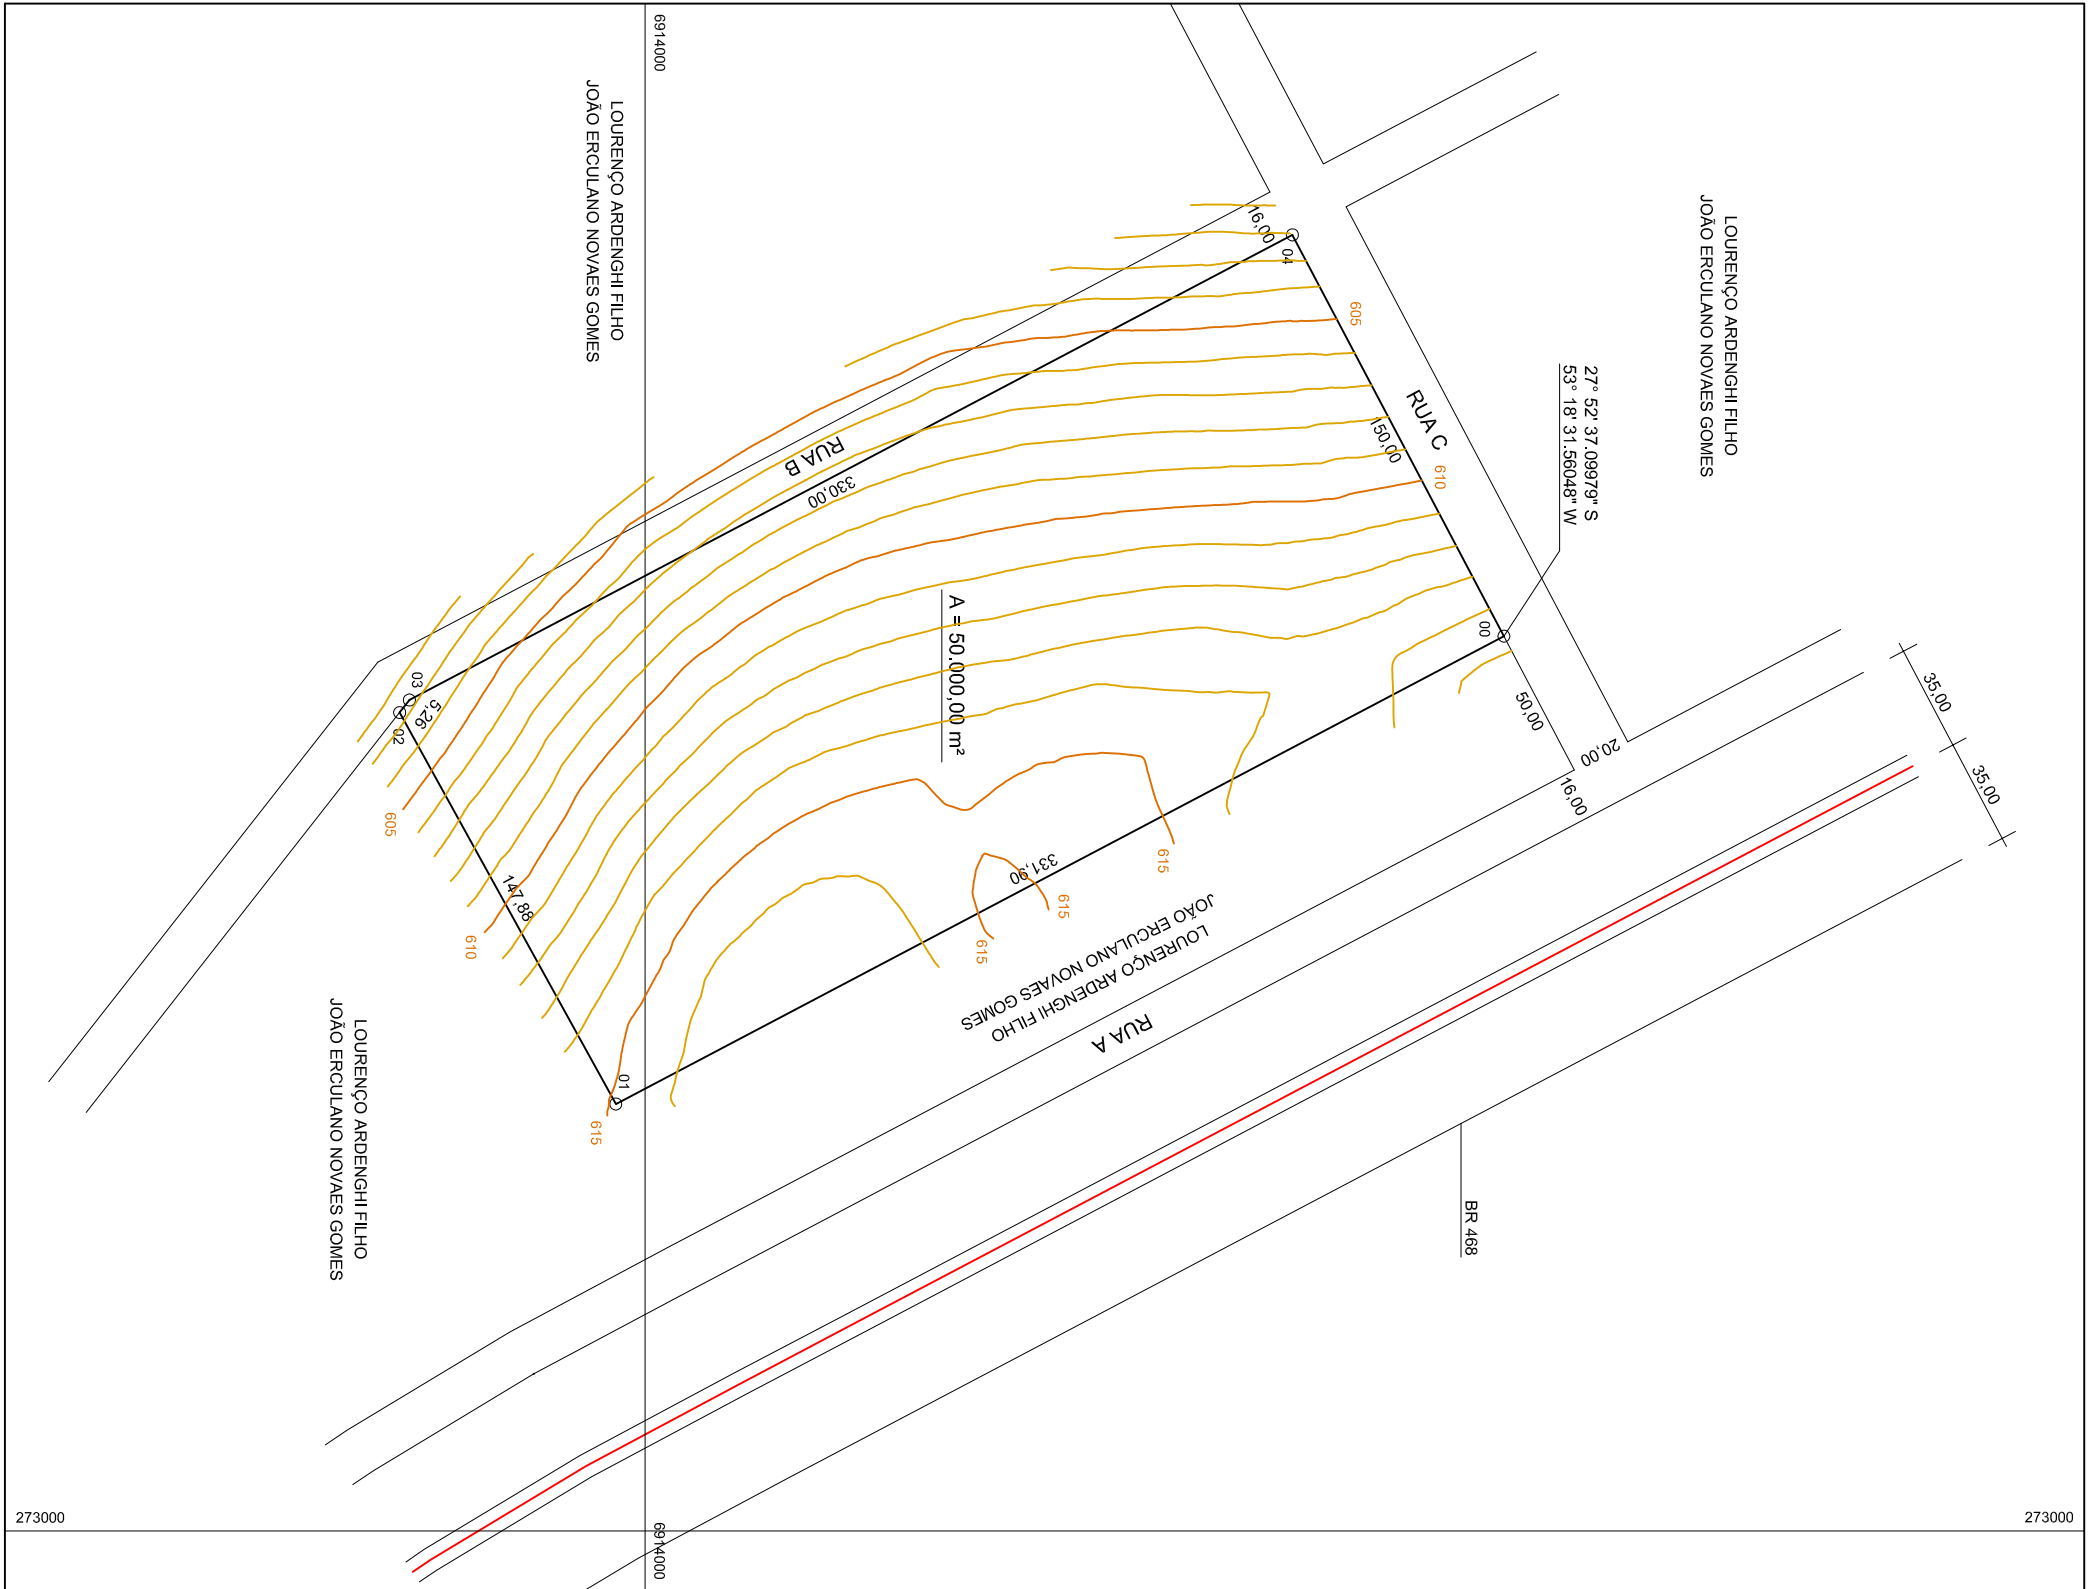 6914000
LOURENÇO ARDENGHI FILHO
JOÃO ERCULANO NOVAES GOMES
LOURENÇO ARDENGHI FILHO
JOÃO ERCULANO NOVAES GOMES
16,00
04
605
RUA C
150,00
610
27° 52' 37.09979" S
53° 18' 31.56048" W
RUA B
330,00
00
50,00
20,00
16,00
35,00
35,00
A = 50.000,00 m²
03
5,26
02
605
147,88
610
331,90
615
615
615
LOURENÇO ARDENGHI FILHO
JOÃO ERCULANO NOVAES GOMES
RUA A
01
615
LOURENÇO ARDENGHI FILHO
JOÃO ERCULANO NOVAES GOMES
BR 468
273000
6914000
273000